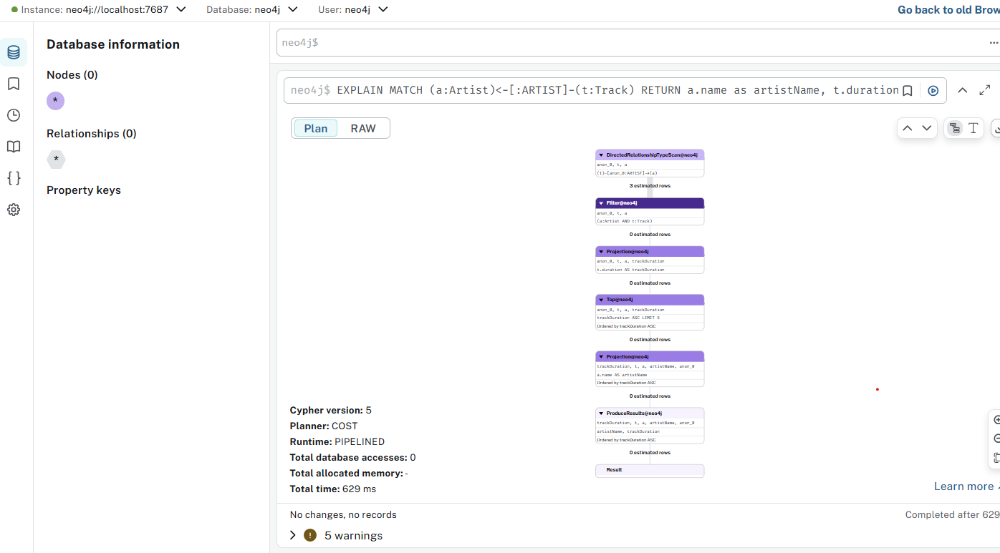 Instance: neo4j://localhost:7687 Database: neo4j User: neo4j Go back to old Brow
Database information
Nodes (0)
*
Relationships (0)
*
Property keys
neo4j$
neo4j$ EXPLAIN MATCH (a:Artist)<-[:ARTIST]-(t:Track) RETURN a.name as artistName, t.duration
Plan RAW
T
DirectedRelationshipTypeScan@neo4j
anon_0, t, a
(t)-[anon_0:ARTIST]->(a)
3 estimated rows
Filter@neo4j
anon_0, t, a
(a:Artist AND t:Track)
0 estimated rows
Projection@neo4j
anon_0, t, a, trackDuration
t.duration AS trackDuration
0 estimated rows
Top@neo4j
anon_0, t, a, trackDuration
trackDuration ASC LIMIT 5
Ordered by trackDuration ASC
0 estimated rows
Projection@neo4j
trackDuration, t, a, artistName, anon_0
a.name AS artistName
Ordered by trackDuration ASC
0 estimated rows
ProduceResults@neo4j
trackDuration, t, a, artistName, anon_0
artistName, trackDuration
Ordered by trackDuration ASC
0 estimated rows
Result
Cypher version: 5
Planner: COST
Runtime: PIPELINED
Total database accesses: 0
Total allocated memory: -
Total time: 629 ms
Learn more
No changes, no records
Completed after 629
5 warnings